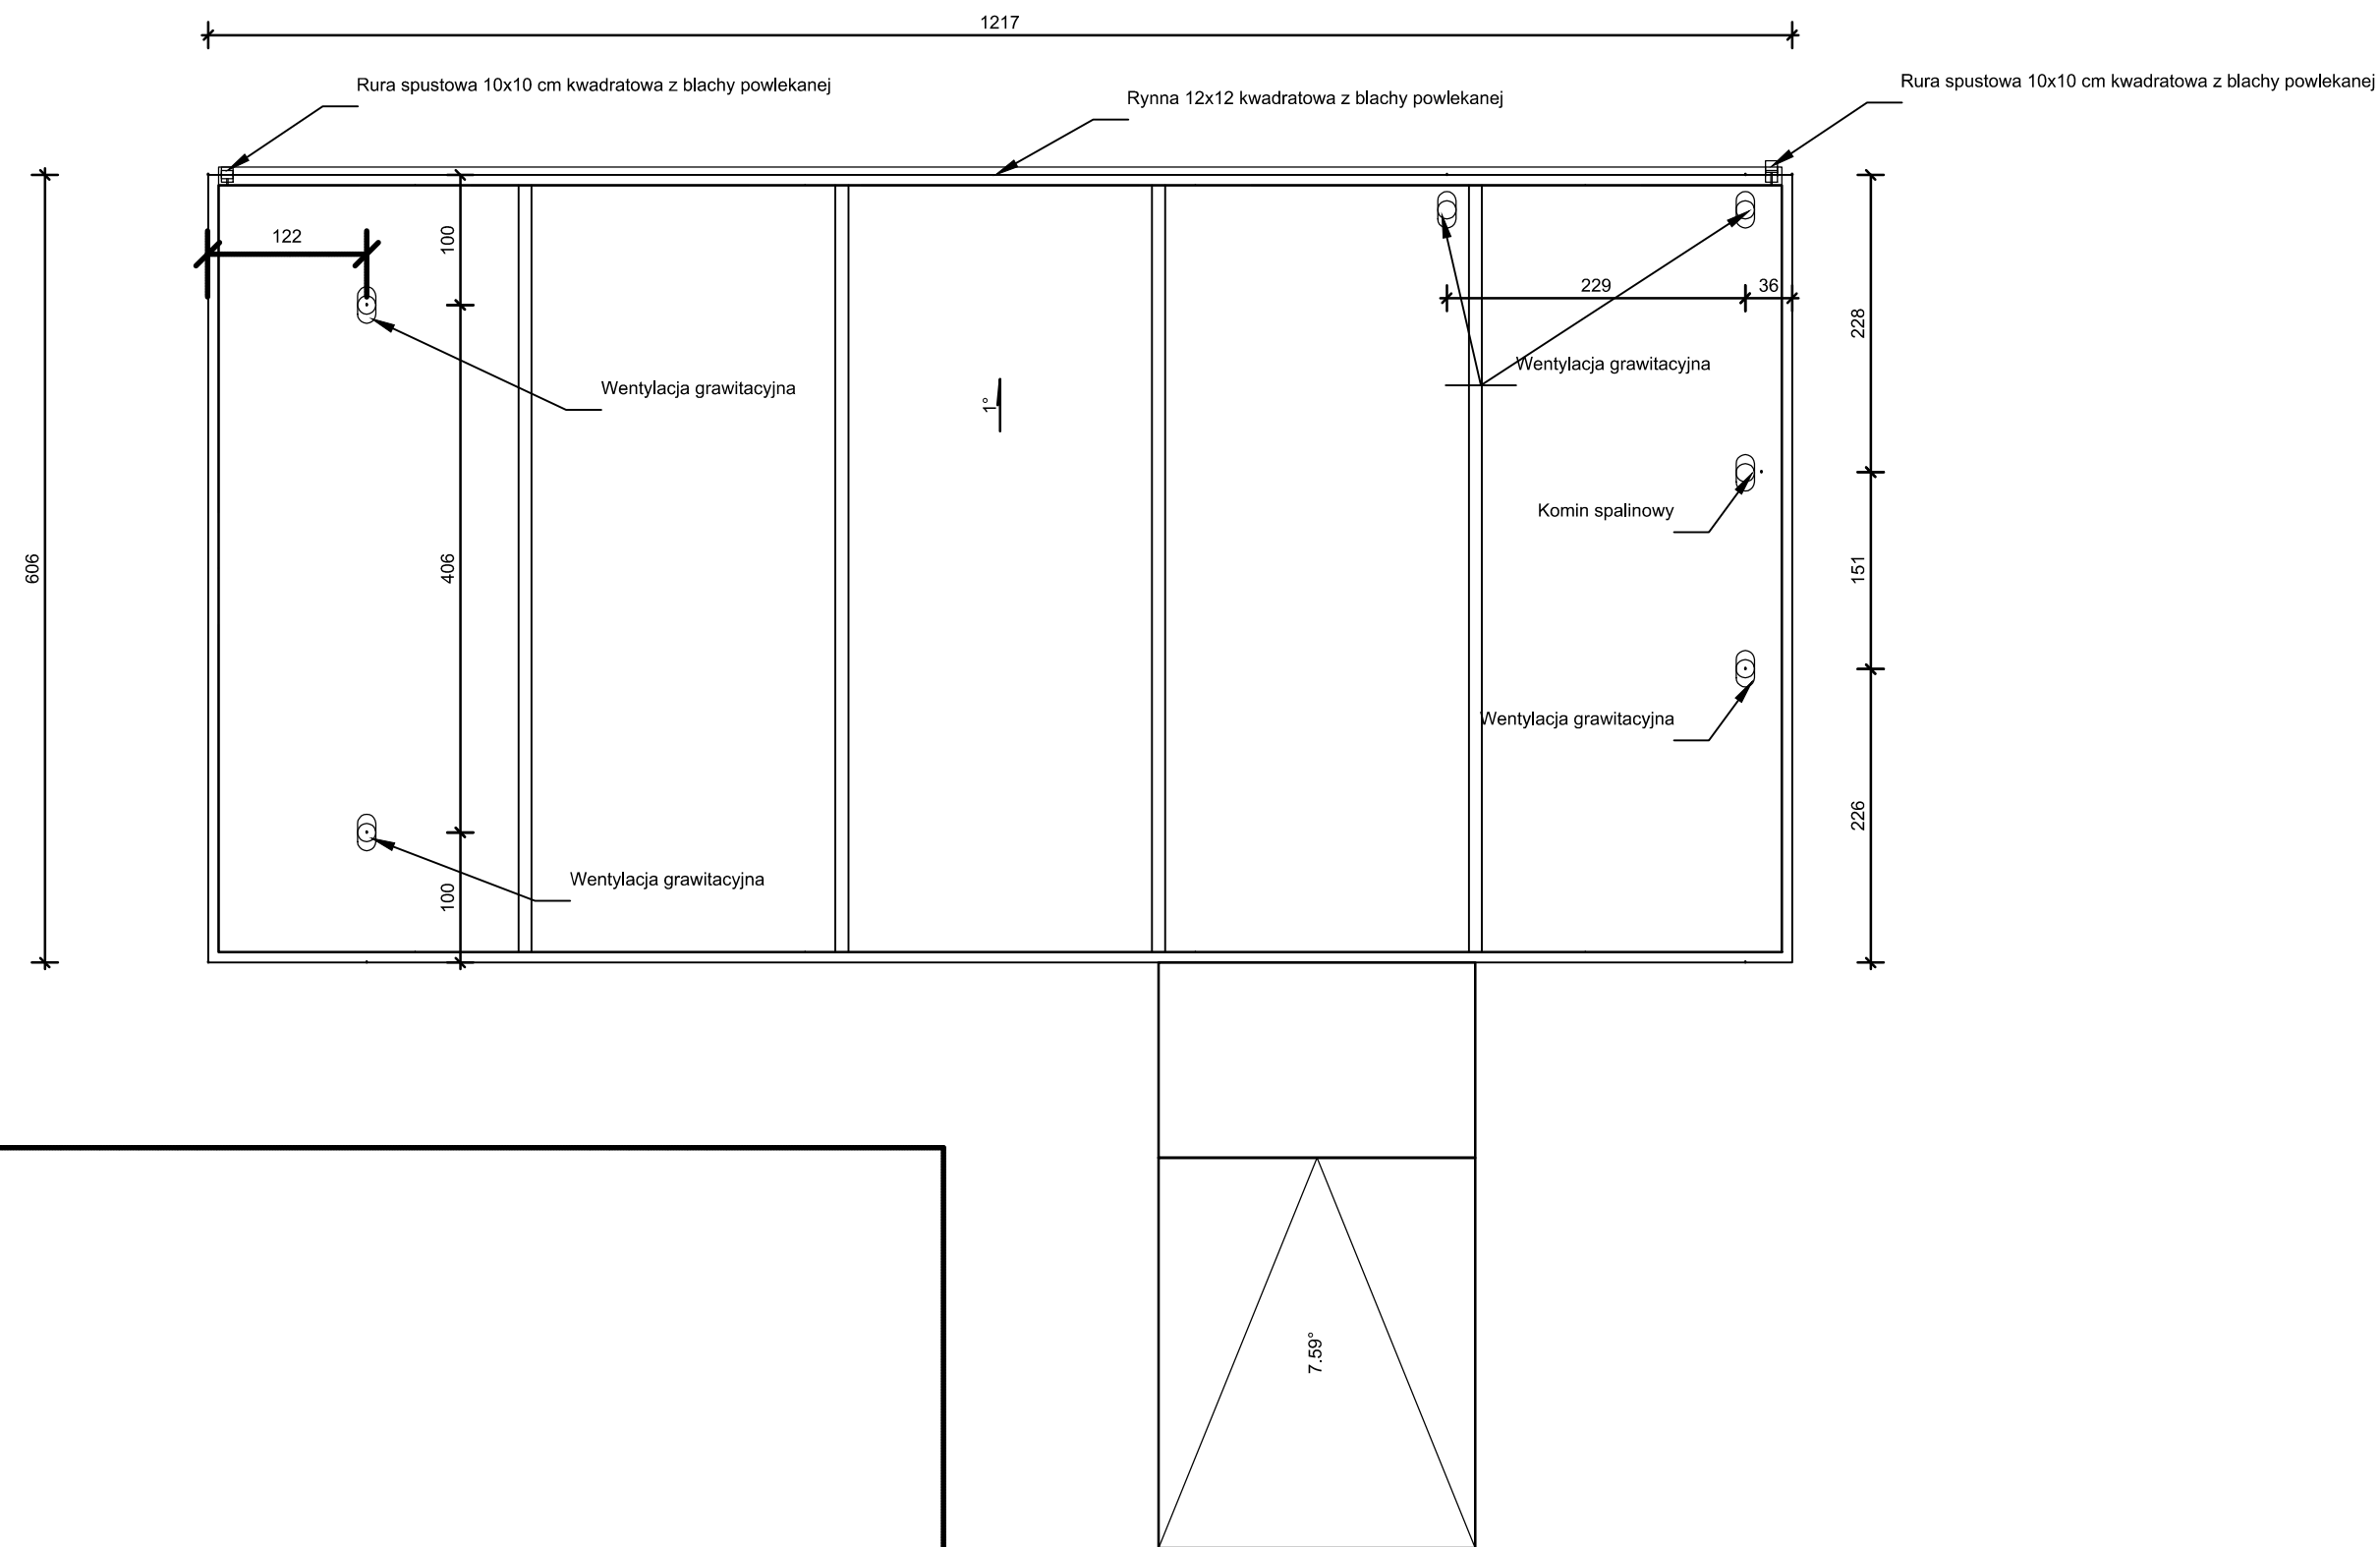 1217
Rura spustowa 10x10 cm kwadratowa z blachy powlekanej
Rynna 12x12 kwadratowa z blachy powlekanej
Rura spustowa 10x10 cm kwadratowa z blachy powlekanej
122
100
229
36
228
Wentylacja grawitacyjna
Wentylacja grawitacyjna
1°
Komin spalinowy
606
406
151
Wentylacja grawitacyjna
226
Wentylacja grawitacyjna
100
7.59°